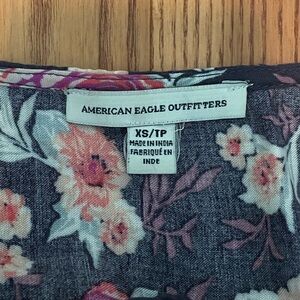 AMERICAN EAGLE OUTFITTERS
XS/TP
MADE IN INDIA
FABRIQUÉ EN
INDE